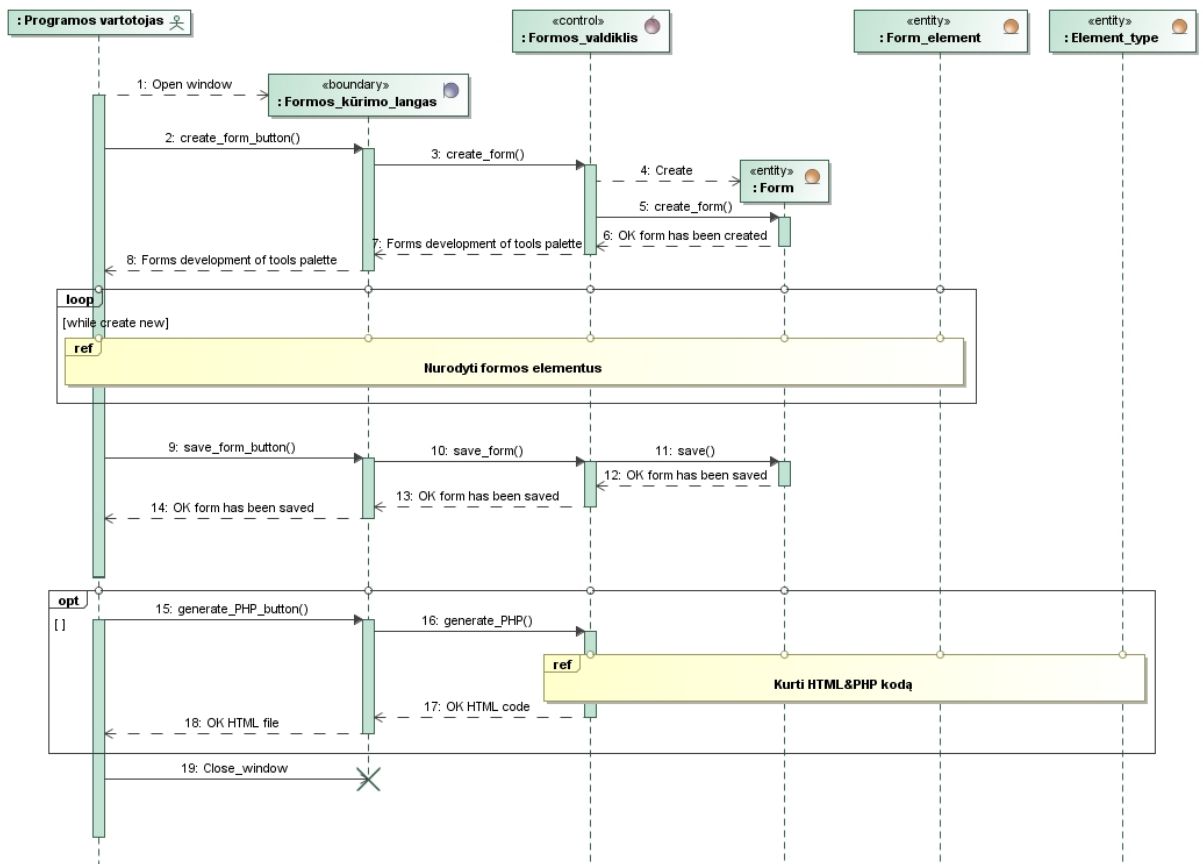 : Programos vartotojas
«control»
: Formos_valdiklis
«entity»
: Form_element
«entity»
: Element_type
1: Open window
«boundary»
: Formos_kūrimo_langas
2: create_form_button()
3: create_form()
4: Create
«entity»
: Form
5: create_form()
6: OK form has been created
7: Forms development of tools palette
8: Forms development of tools palette
loop
[while create new]
ref
Nurodyti formos elementus
9: save_form_button()
10: save_form()
11: save()
12: OK form has been saved
13: OK form has been saved
14: OK form has been saved
opt
[ ]
15: generate_PHP_button()
16: generate_PHP()
ref
Kurti HTML&PHP kodą
17: OK HTML code
18: OK HTML file
19: Close_window